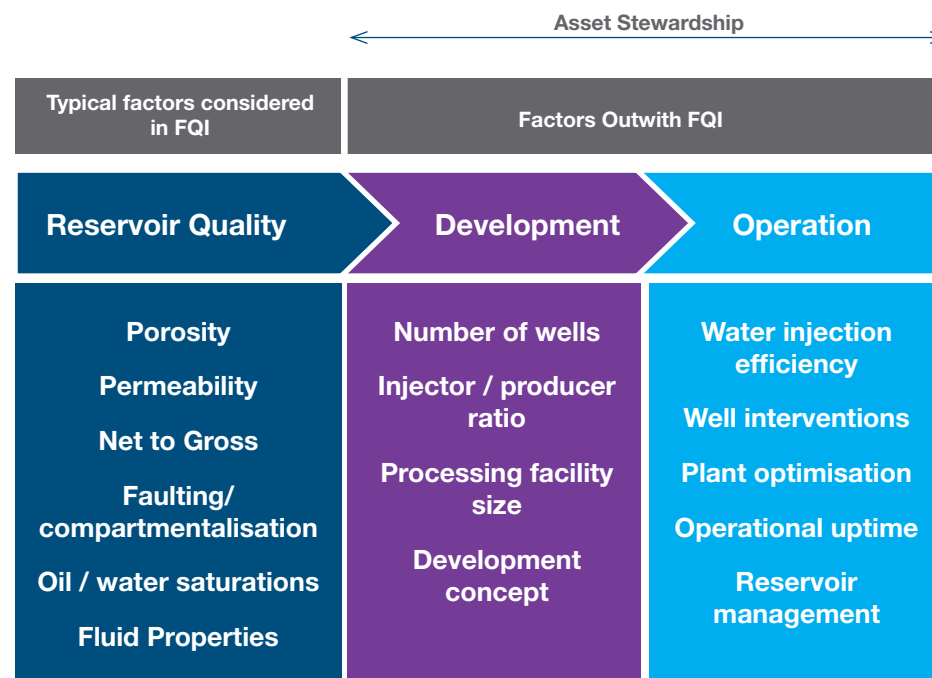 Asset Stewardship
Typical factors considered
in FQI
Factors Outwith FQI
Reservoir Quality
Development
Operation
Porosity
Permeability
Net to Gross
Faulting/
compartmentalisation
Oil / water saturations
Fluid Properties
Number of wells
Injector / producer
ratio
Processing facility
size
Development
concept
Water injection
efficiency
Well interventions
Plant optimisation
Operational uptime
Reservoir
management